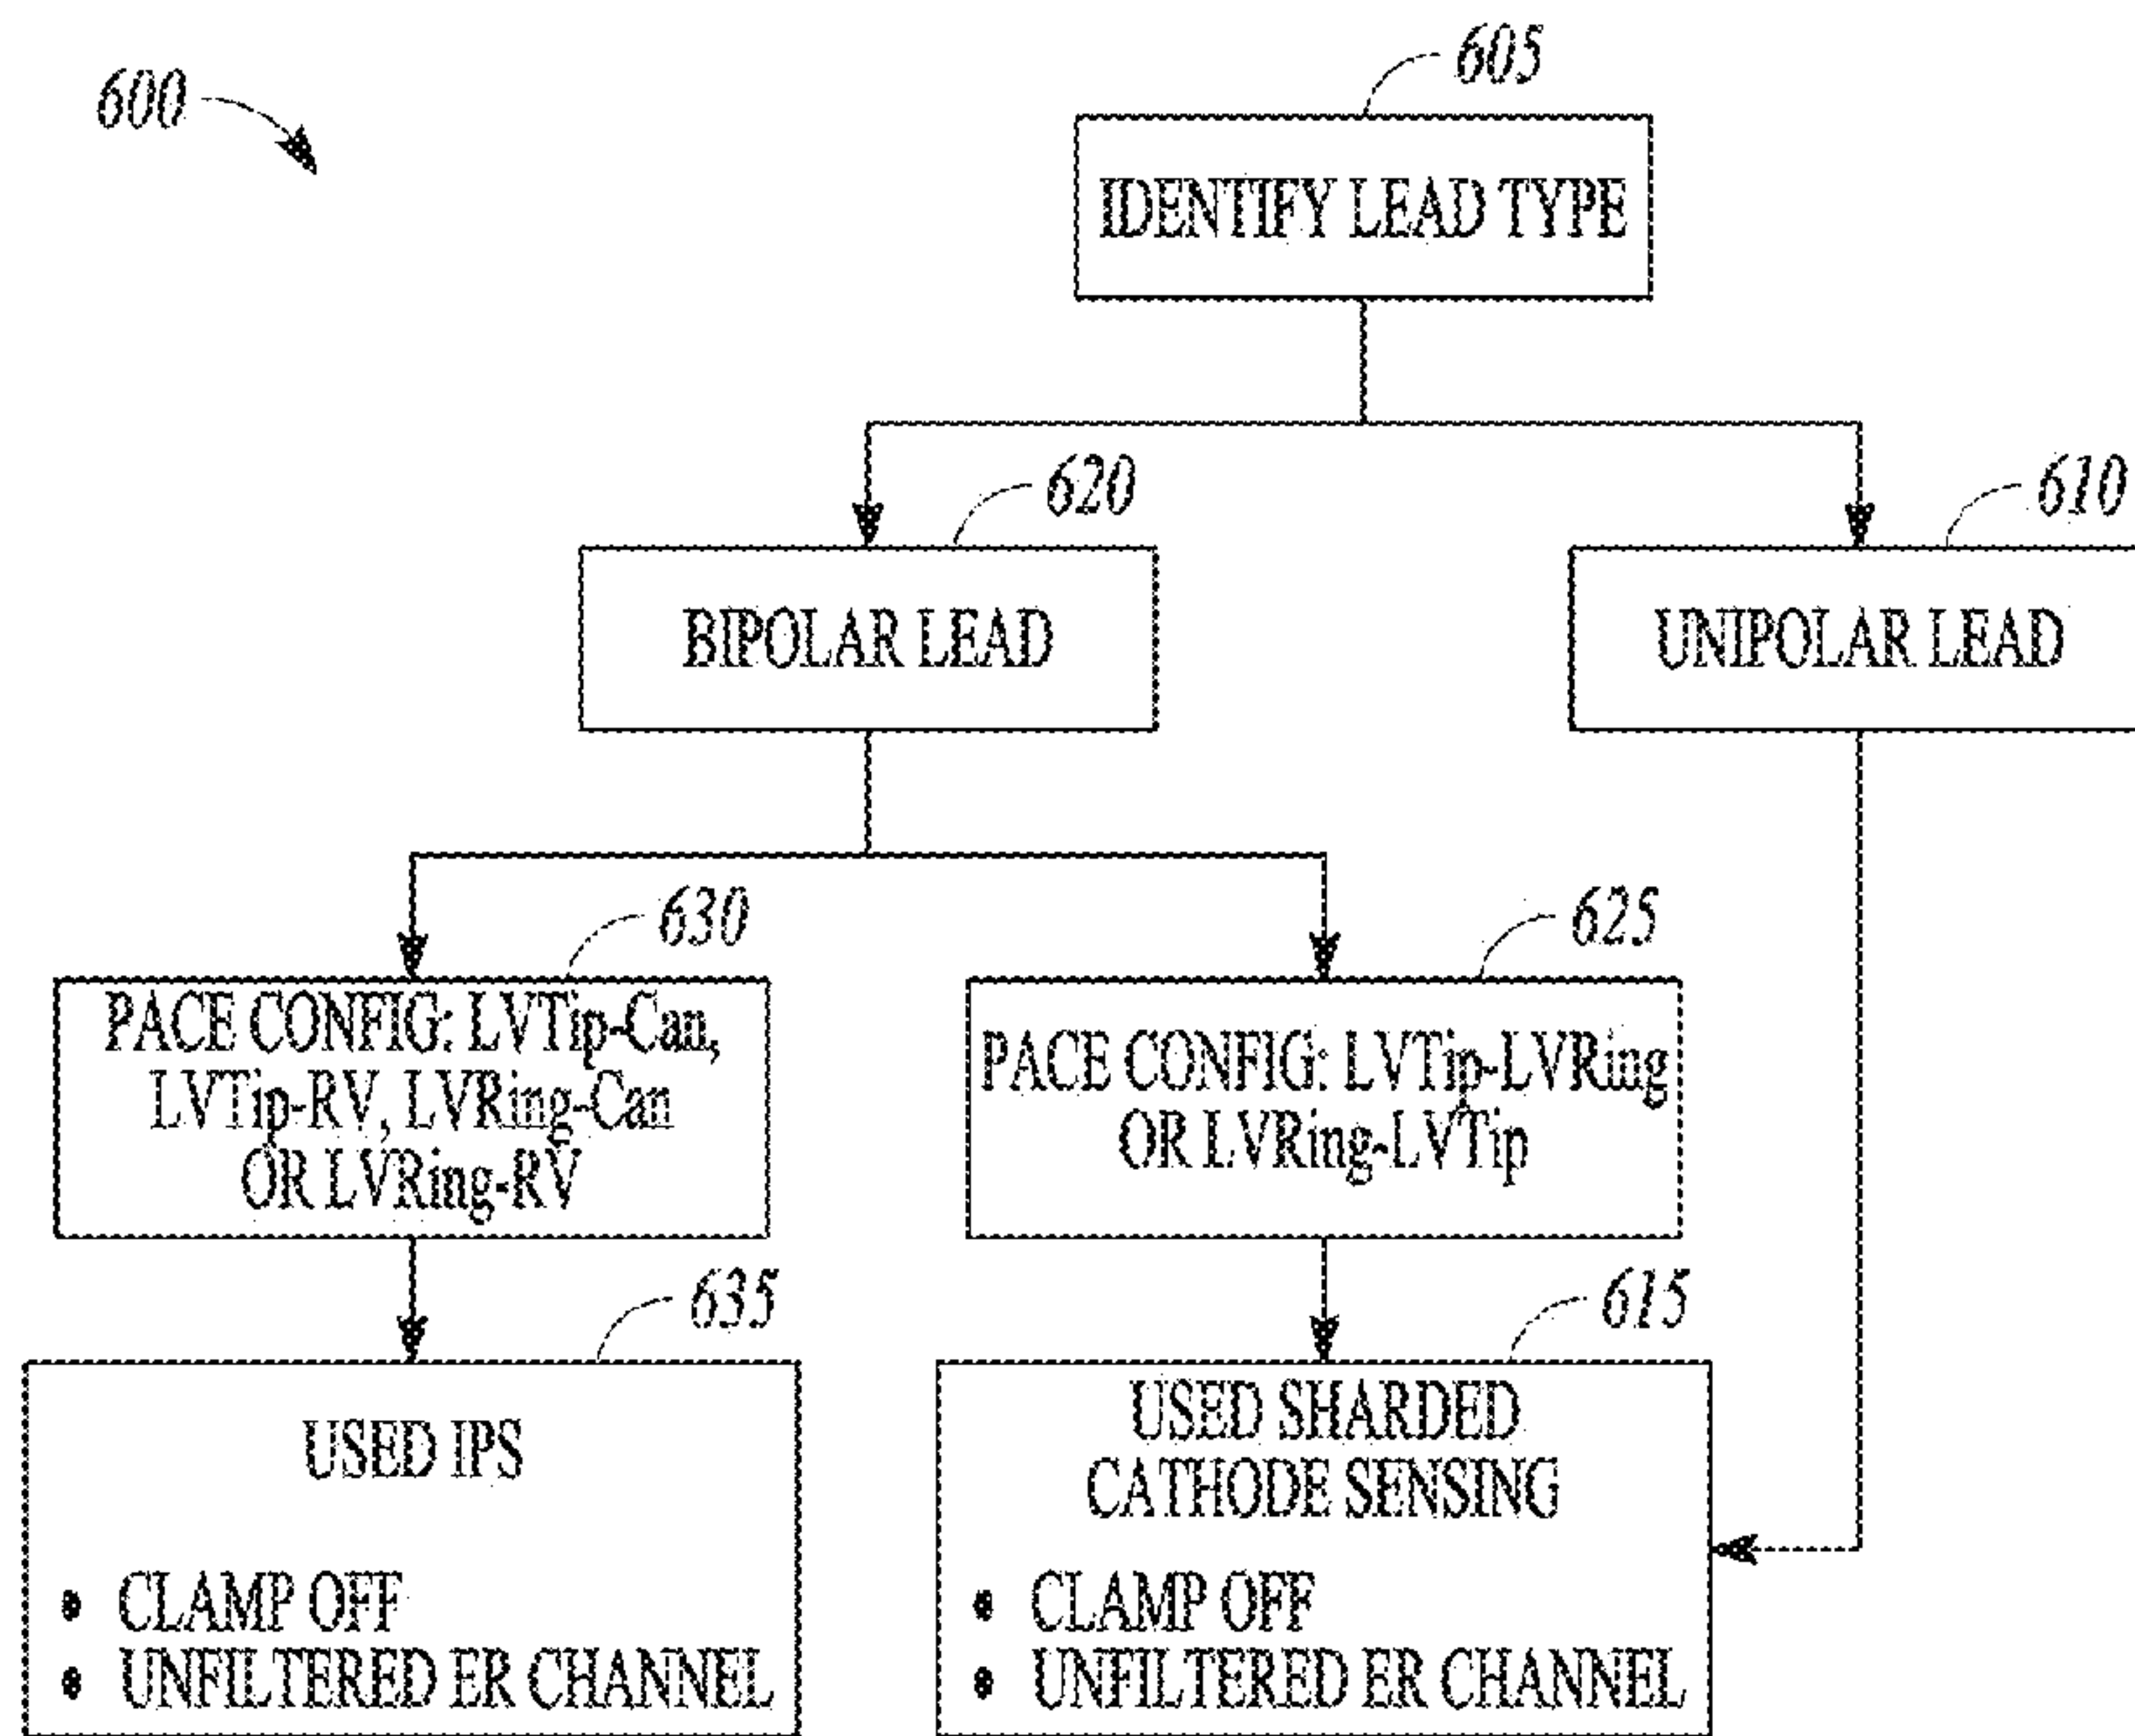 600
605
IDENTIFY LEAD TYPE
620
610
BIPOLAR LEAD
UNIPOLAR LEAD
630
625
PACE CONFIG: LVTip-Can,
LVTip-RV, LVRing-Can
OR LVRing-RV
PACE CONFIG: LVTip-LVRing
OR LVRing-LVTip
635
615
USED IPS
• CLAMP OFF
• UNFILTERED ER CHANNEL
USED SHARDED
CATHODE SENSING
• CLAMP OFF
• UNFILTERED ER CHANNEL